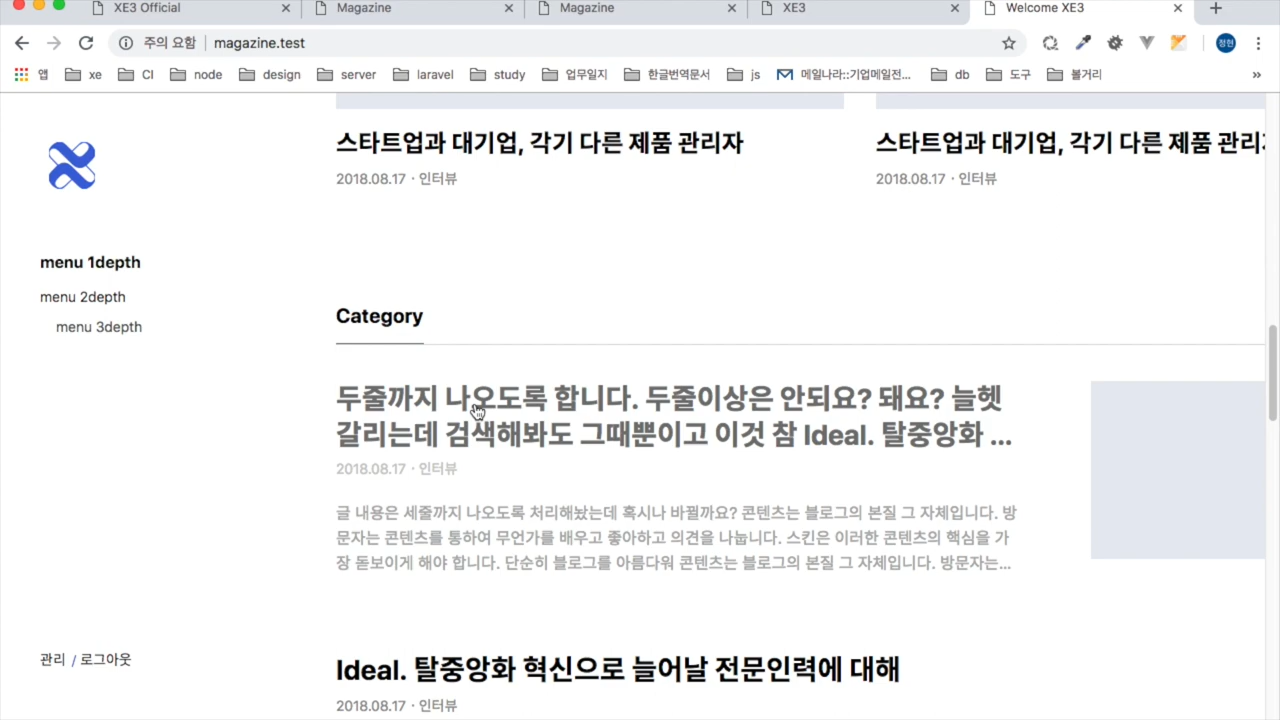 XE3 Official
Magazine
Magazine
XE3
Welcome XE3
주의 요함
magazine.test
정현
앱
xe
CI
node
design
server
laravel
study
업무일지
한글번역문서
js
메일나라::기업메일전...
db
도구
볼거리
스타트업과 대기업, 각기 다른 제품 관리자
2018.08.17 · 인터뷰
스타트업과 대기업, 각기 다른 제품 관리
2018.08.17 · 인터뷰
menu 1depth
menu 2depth
menu 3depth
Category
두줄까지 나오도록 합니다. 두줄이상은 안되요? 돼요? 늘헷
갈리는데 검색해봐도 그때뿐이고 이것 참 Ideal. 탈중앙화 ...
2018.08.17 · 인터뷰
글 내용은 세줄까지 나오도록 처리해놨는데 혹시나 바뀔까요? 콘텐츠는 블로그의 본질 그 자체입니다. 방
문자는 콘텐츠를 통하여 무언가를 배우고 좋아하고 의견을 나눕니다. 스킨은 이러한 콘텐츠의 핵심을 가
장 돋보이게 해야 합니다. 단순히 블로그를 아름다워 콘텐츠는 블로그의 본질 그 자체입니다. 방문자는...
관리 / 로그아웃
Ideal. 탈중앙화 혁신으로 늘어날 전문인력에 대해
2018.08.17 · 인터뷰